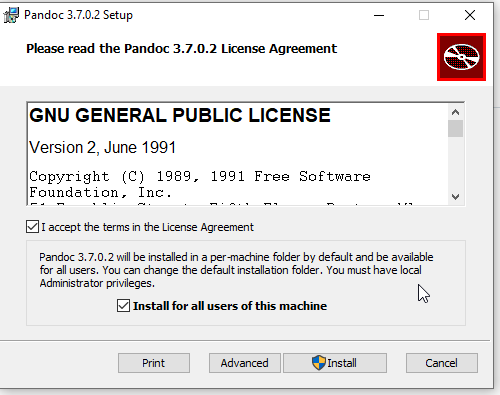 Pandoc 3.7.0.2 Setup
Please read the Pandoc 3.7.0.2 License Agreement
GNU GENERAL PUBLIC LICENSE
Version 2, June 1991
Copyright (C) 1989, 1991 Free Software
Foundation, Inc.
I accept the terms in the License Agreement
Pandoc 3.7.0.2 will be installed in a per-machine folder by default and be available
for all users. You can change the default installation folder. You must have local
Administrator privileges.
Install for all users of this machine
Print
Advanced
Install
Cancel